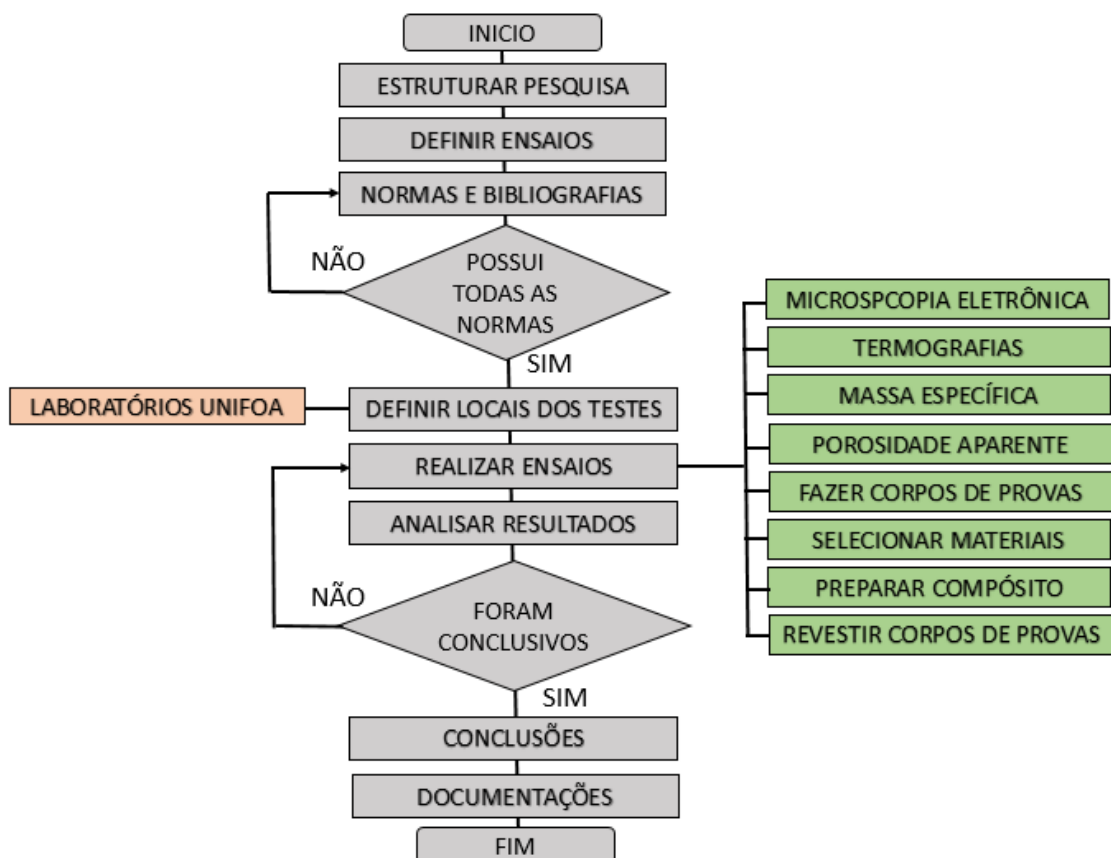 INICIO
ESTRUTURAR PESQUISA
DEFINIR ENSAIOS
NORMAS E BIBLIOGRAFIAS
NÃO
POSSUI
TODAS AS
NORMAS
SIM
LABORATÓRIOS UNIFOA
DEFINIR LOCAIS DOS TESTES
REALIZAR ENSAIOS
ANALISAR RESULTADOS
NÃO
FORAM
CONCLUSIVOS
SIM
CONCLUSÕES
DOCUMENTAÇÕES
FIM
MICROSPCOPIA ELETRÔNICA
TERMOGRAFIAS
MASSA ESPECÍFICA
POROSIDADE APARENTE
FAZER CORPOS DE PROVAS
SELECIONAR MATERIAIS
PREPARAR COMPÓSITO
REVESTIR CORPOS DE PROVAS